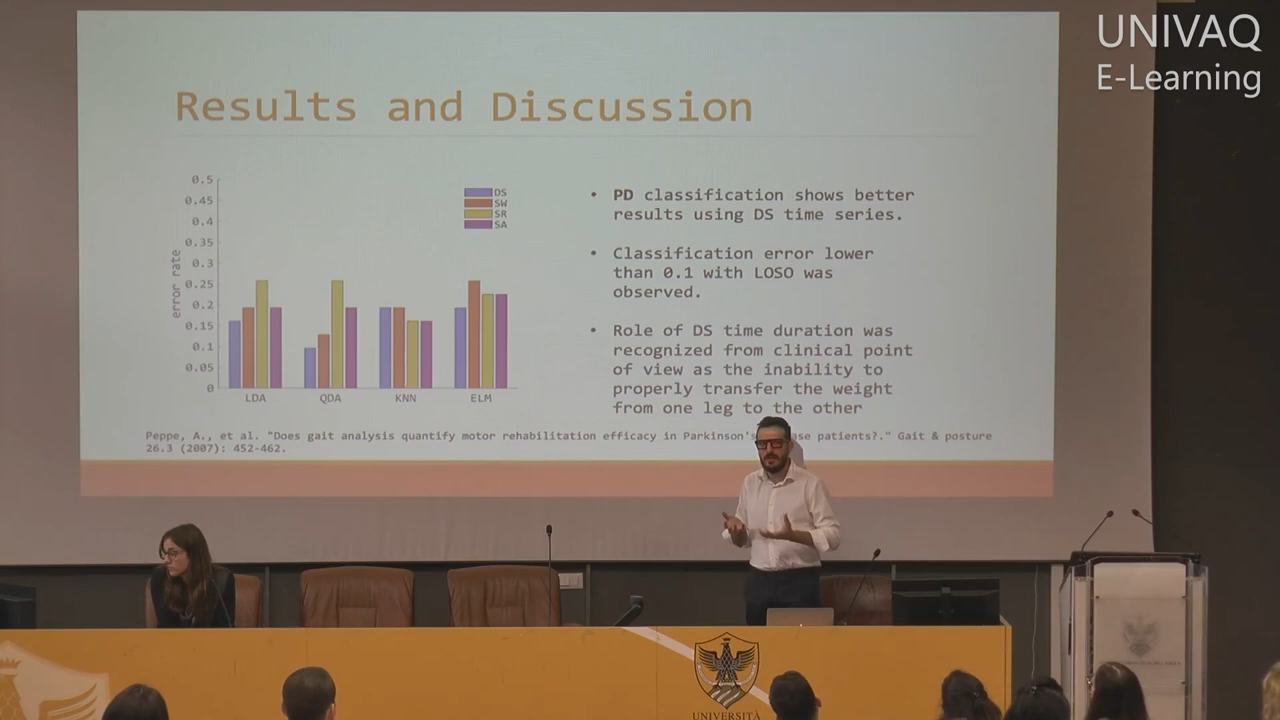 UNIVAQ
E-Learning
Results and Discussion
0.5
0.45
0.4
0.35
0.3
0.25
0.2
0.15
0.1
0.05
0
error rate
DS
SW
SR
SA
LDA QDA KNN ELM
• PD classification shows better
results using DS time series.
• Classification error lower
than 0.1 with LOSO was
observed.
• Role of DS time duration was
recognized from clinical point
of view as the inability to
properly transfer the weight
from one leg to the other
Peppe, A., et al. "Does gait analysis quantify motor rehabilitation efficacy in Parkinson's patients?." Gait & posture
26.3 (2007): 452-462.
UNIVERSITÀ